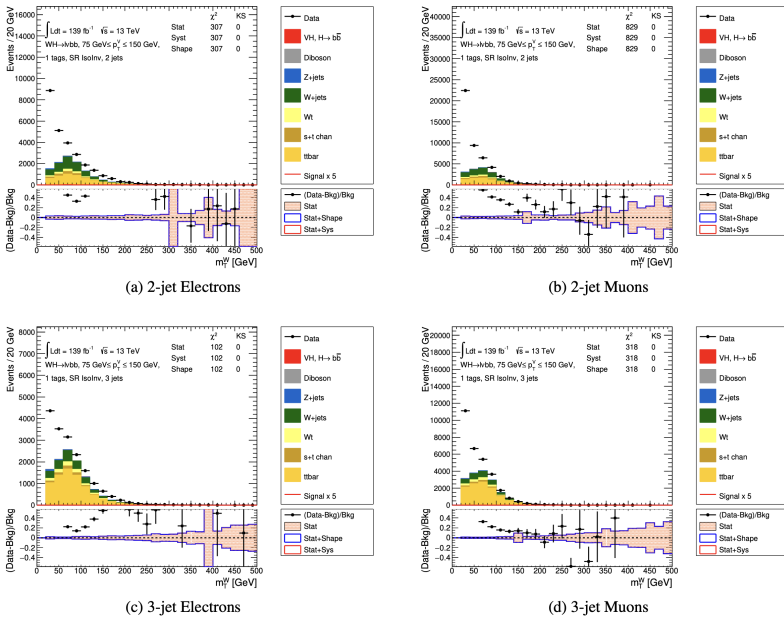 Events / 20 GeV
16000
14000
12000
10000
8000
6000
4000
2000
0
∫ Ldt = 139 fb⁻¹ √s = 13 TeV
WH→lνbb, 75 GeV≤ p_T^V ≤ 150 GeV,
1 tags, SR IsoInv, 2 jets
χ² KS
Stat 307 0
Syst 307 0
Shape 307 0
Data
VH, H→ bb̅
Diboson
Z+jets
W+jets
Wt
s+t chan
ttbar
Signal x 5
(Data-Bkg)/Bkg
0.4
0.2
0
−0.2
−0.4
(Data-Bkg)/Bkg
Stat
Stat+Shape
Stat+Sys
0 50 100 150 200 250 300 350 400 450 500
m_T^W [GeV]
(a) 2-jet Electrons
Events / 20 GeV
40000
35000
30000
25000
20000
15000
10000
5000
0
∫ Ldt = 139 fb⁻¹ √s = 13 TeV
WH→lνbb, 75 GeV≤ p_T^V ≤ 150 GeV,
1 tags, SR IsoInv, 2 jets
χ² KS
Stat 829 0
Syst 829 0
Shape 829 0
Data
VH, H→ bb̅
Diboson
Z+jets
W+jets
Wt
s+t chan
ttbar
Signal x 5
(Data-Bkg)/Bkg
0.4
0.2
0
−0.2
−0.4
(Data-Bkg)/Bkg
Stat
Stat+Shape
Stat+Sys
0 50 100 150 200 250 300 350 400 450 500
m_T^W [GeV]
(b) 2-jet Muons
Events / 20 GeV
8000
7000
6000
5000
4000
3000
2000
1000
0
∫ Ldt = 139 fb⁻¹ √s = 13 TeV
WH→lνbb, 75 GeV≤ p_T^V ≤ 150 GeV,
1 tags, SR IsoInv, 3 jets
χ² KS
Stat 102 0
Syst 102 0
Shape 102 0
Data
VH, H→ bb̅
Diboson
Z+jets
W+jets
Wt
s+t chan
ttbar
Signal x 5
(Data-Bkg)/Bkg
0.4
0.2
0
−0.2
−0.4
(Data-Bkg)/Bkg
Stat
Stat+Shape
Stat+Sys
0 50 100 150 200 250 300 350 400 450 500
m_T^W [GeV]
(c) 3-jet Electrons
Events / 20 GeV
20000
18000
16000
14000
12000
10000
8000
6000
4000
2000
0
∫ Ldt = 139 fb⁻¹ √s = 13 TeV
WH→lνbb, 75 GeV≤ p_T^V ≤ 150 GeV,
1 tags, SR IsoInv, 3 jets
χ² KS
Stat 318 0
Syst 318 0
Shape 318 0
Data
VH, H→ bb̅
Diboson
Z+jets
W+jets
Wt
s+t chan
ttbar
Signal x 5
(Data-Bkg)/Bkg
0.4
0.2
0
−0.2
−0.4
(Data-Bkg)/Bkg
Stat
Stat+Shape
Stat+Sys
0 50 100 150 200 250 300 350 400 450 500
m_T^W [GeV]
(d) 3-jet Muons